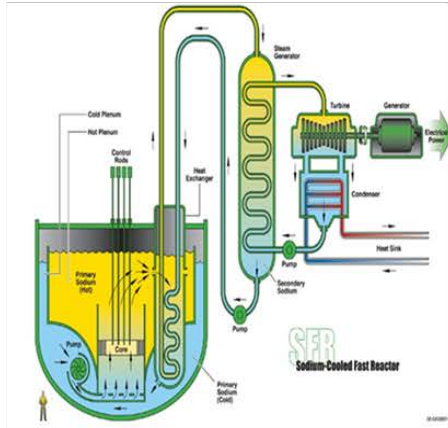 Steam
Generator
Cold Plenum
Hot Plenum
Control
Rods
Heat
Exchanger
Turbine
Generator
Electrical
Power
Condenser
Heat Sink
Pump
Secondary
Sodium
Pump
Primary
Sodium
(Hot)
Core
Pump
Primary
Sodium
(Cold)
SFR
Sodium-Cooled Fast Reactor